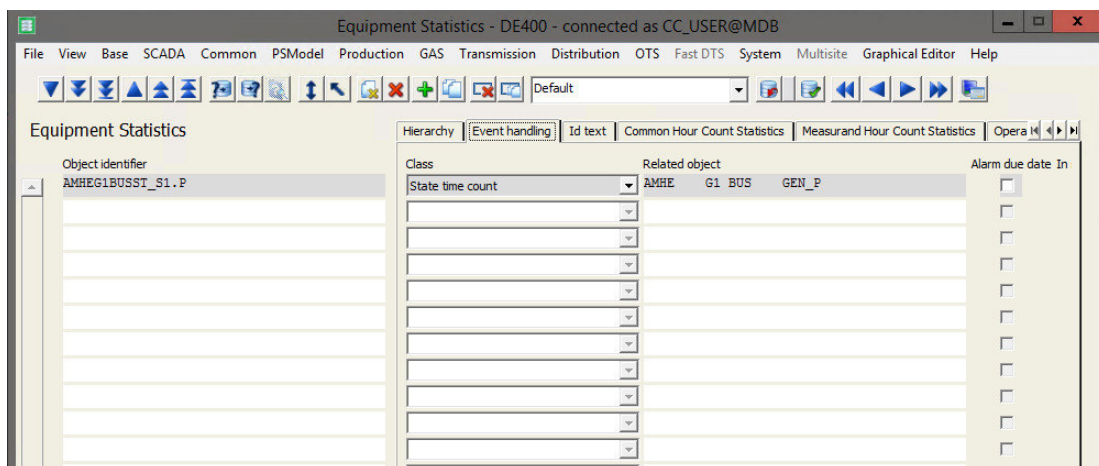 Equipment Statistics - DE400 - connected as CC_USER@MDB
File View Base SCADA Common PSModel Production GAS Transmission Distribution OTS Fast DTS System Multisite Graphical Editor Help
Default
Equipment Statistics
Hierarchy Event handling Id text Common Hour Count Statistics Measurand Hour Count Statistics Opera
Object identifier Class Related object Alarm due date In
AMHEG1BUSST_S1.P State time count AMHE G1 BUS GEN_P